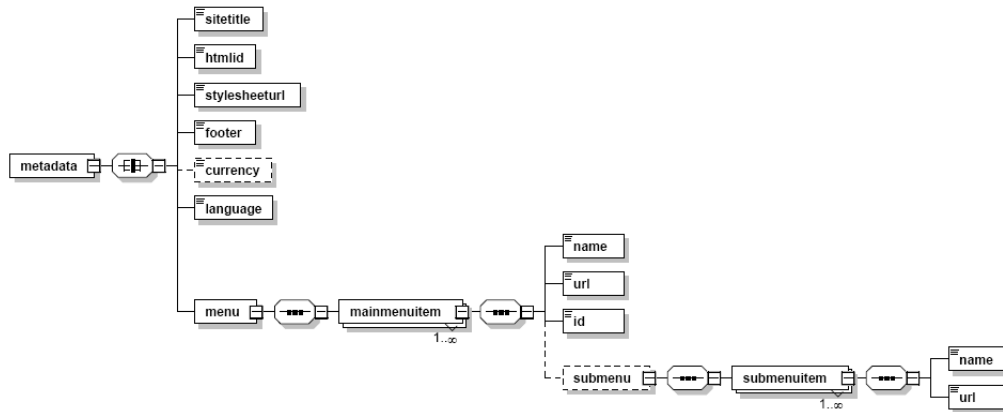 sitetitle
htmlid
stylesheeturl
footer
metadata
currency
language
name
url
menu
mainmenuitem
id
1..∞
submenu
submenuitem
name
url
1..∞